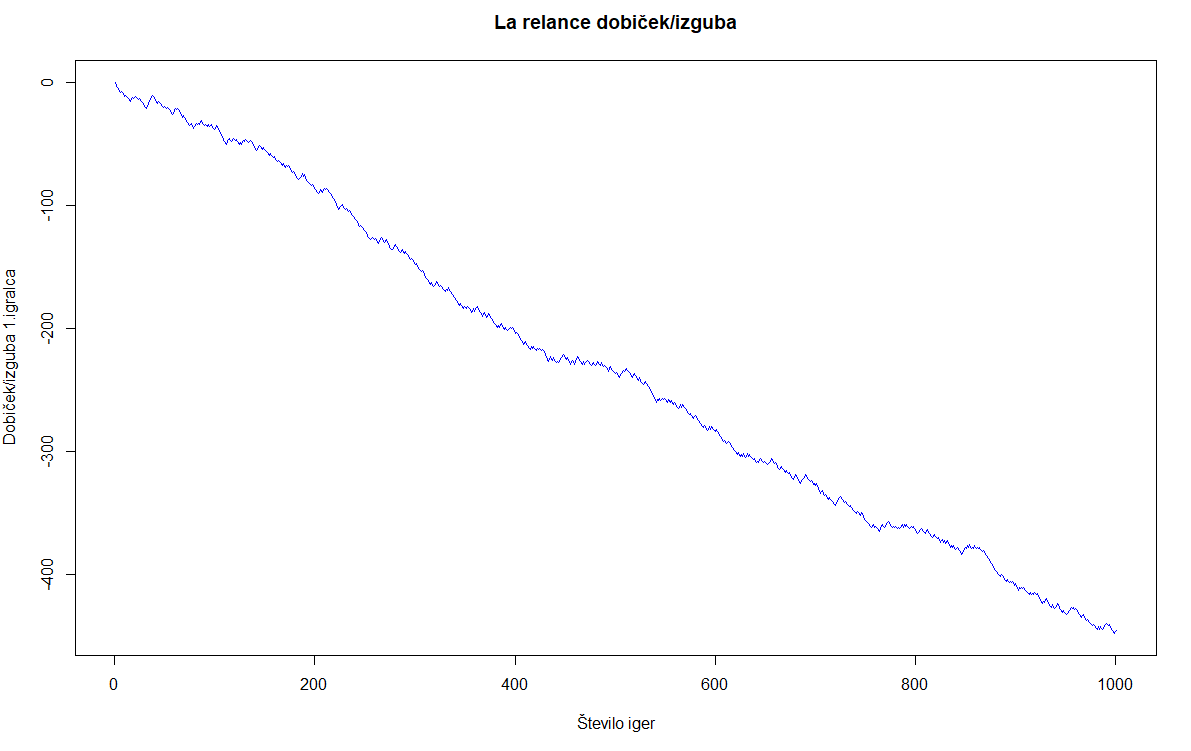 La relance dobiček/izguba
Dobiček/izguba 1.igralca
0
-100
-200
-300
-400
0 200 400 600 800 1000
Število iger